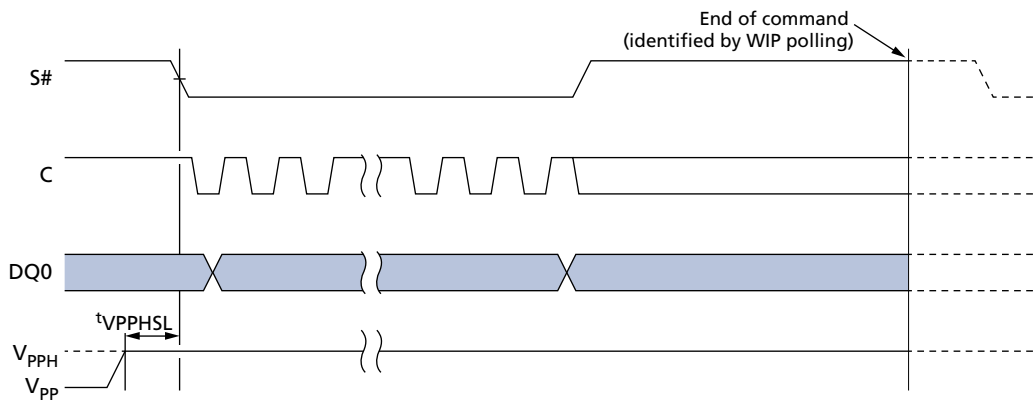 End of command
(identified by WIP polling)
S#
C
DQ0
tVPPHSL
VPPH
VPP